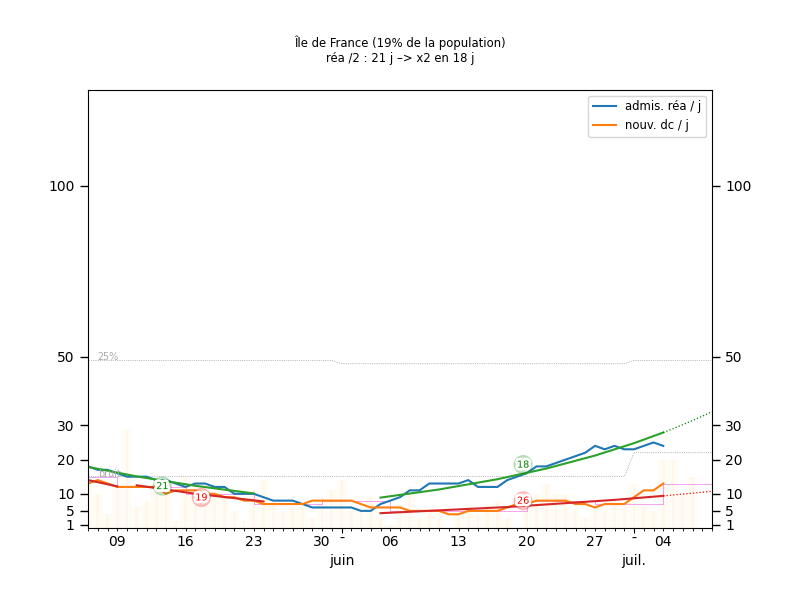 Île de France (19% de la population)
réa /2 : 21 j –> x2 en 18 j
admis. réa / j
nouv. dc / j
100 100
50 50
25%
30 30
20 20
18
21
19
26
10 10
5 5
1 1
09 16 23 30 - 06 13 20 27 - 04
juin juil.